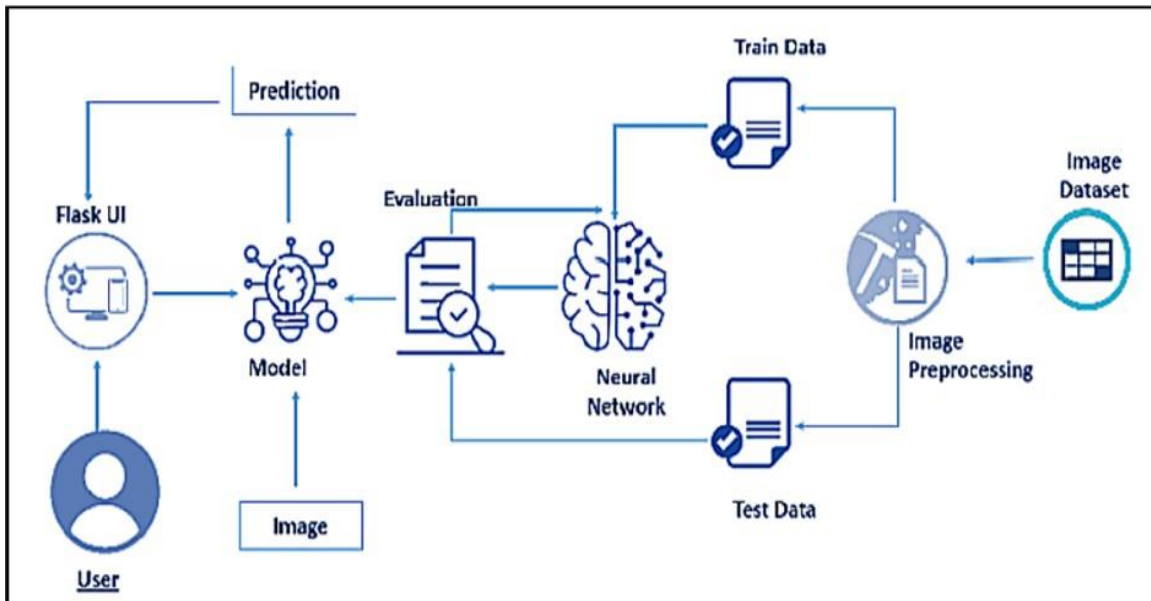 Train Data
Prediction
Image
Dataset
Evaluation
Flask UI
Model
Image
Preprocessing
Neural
Network
Test Data
Image
User